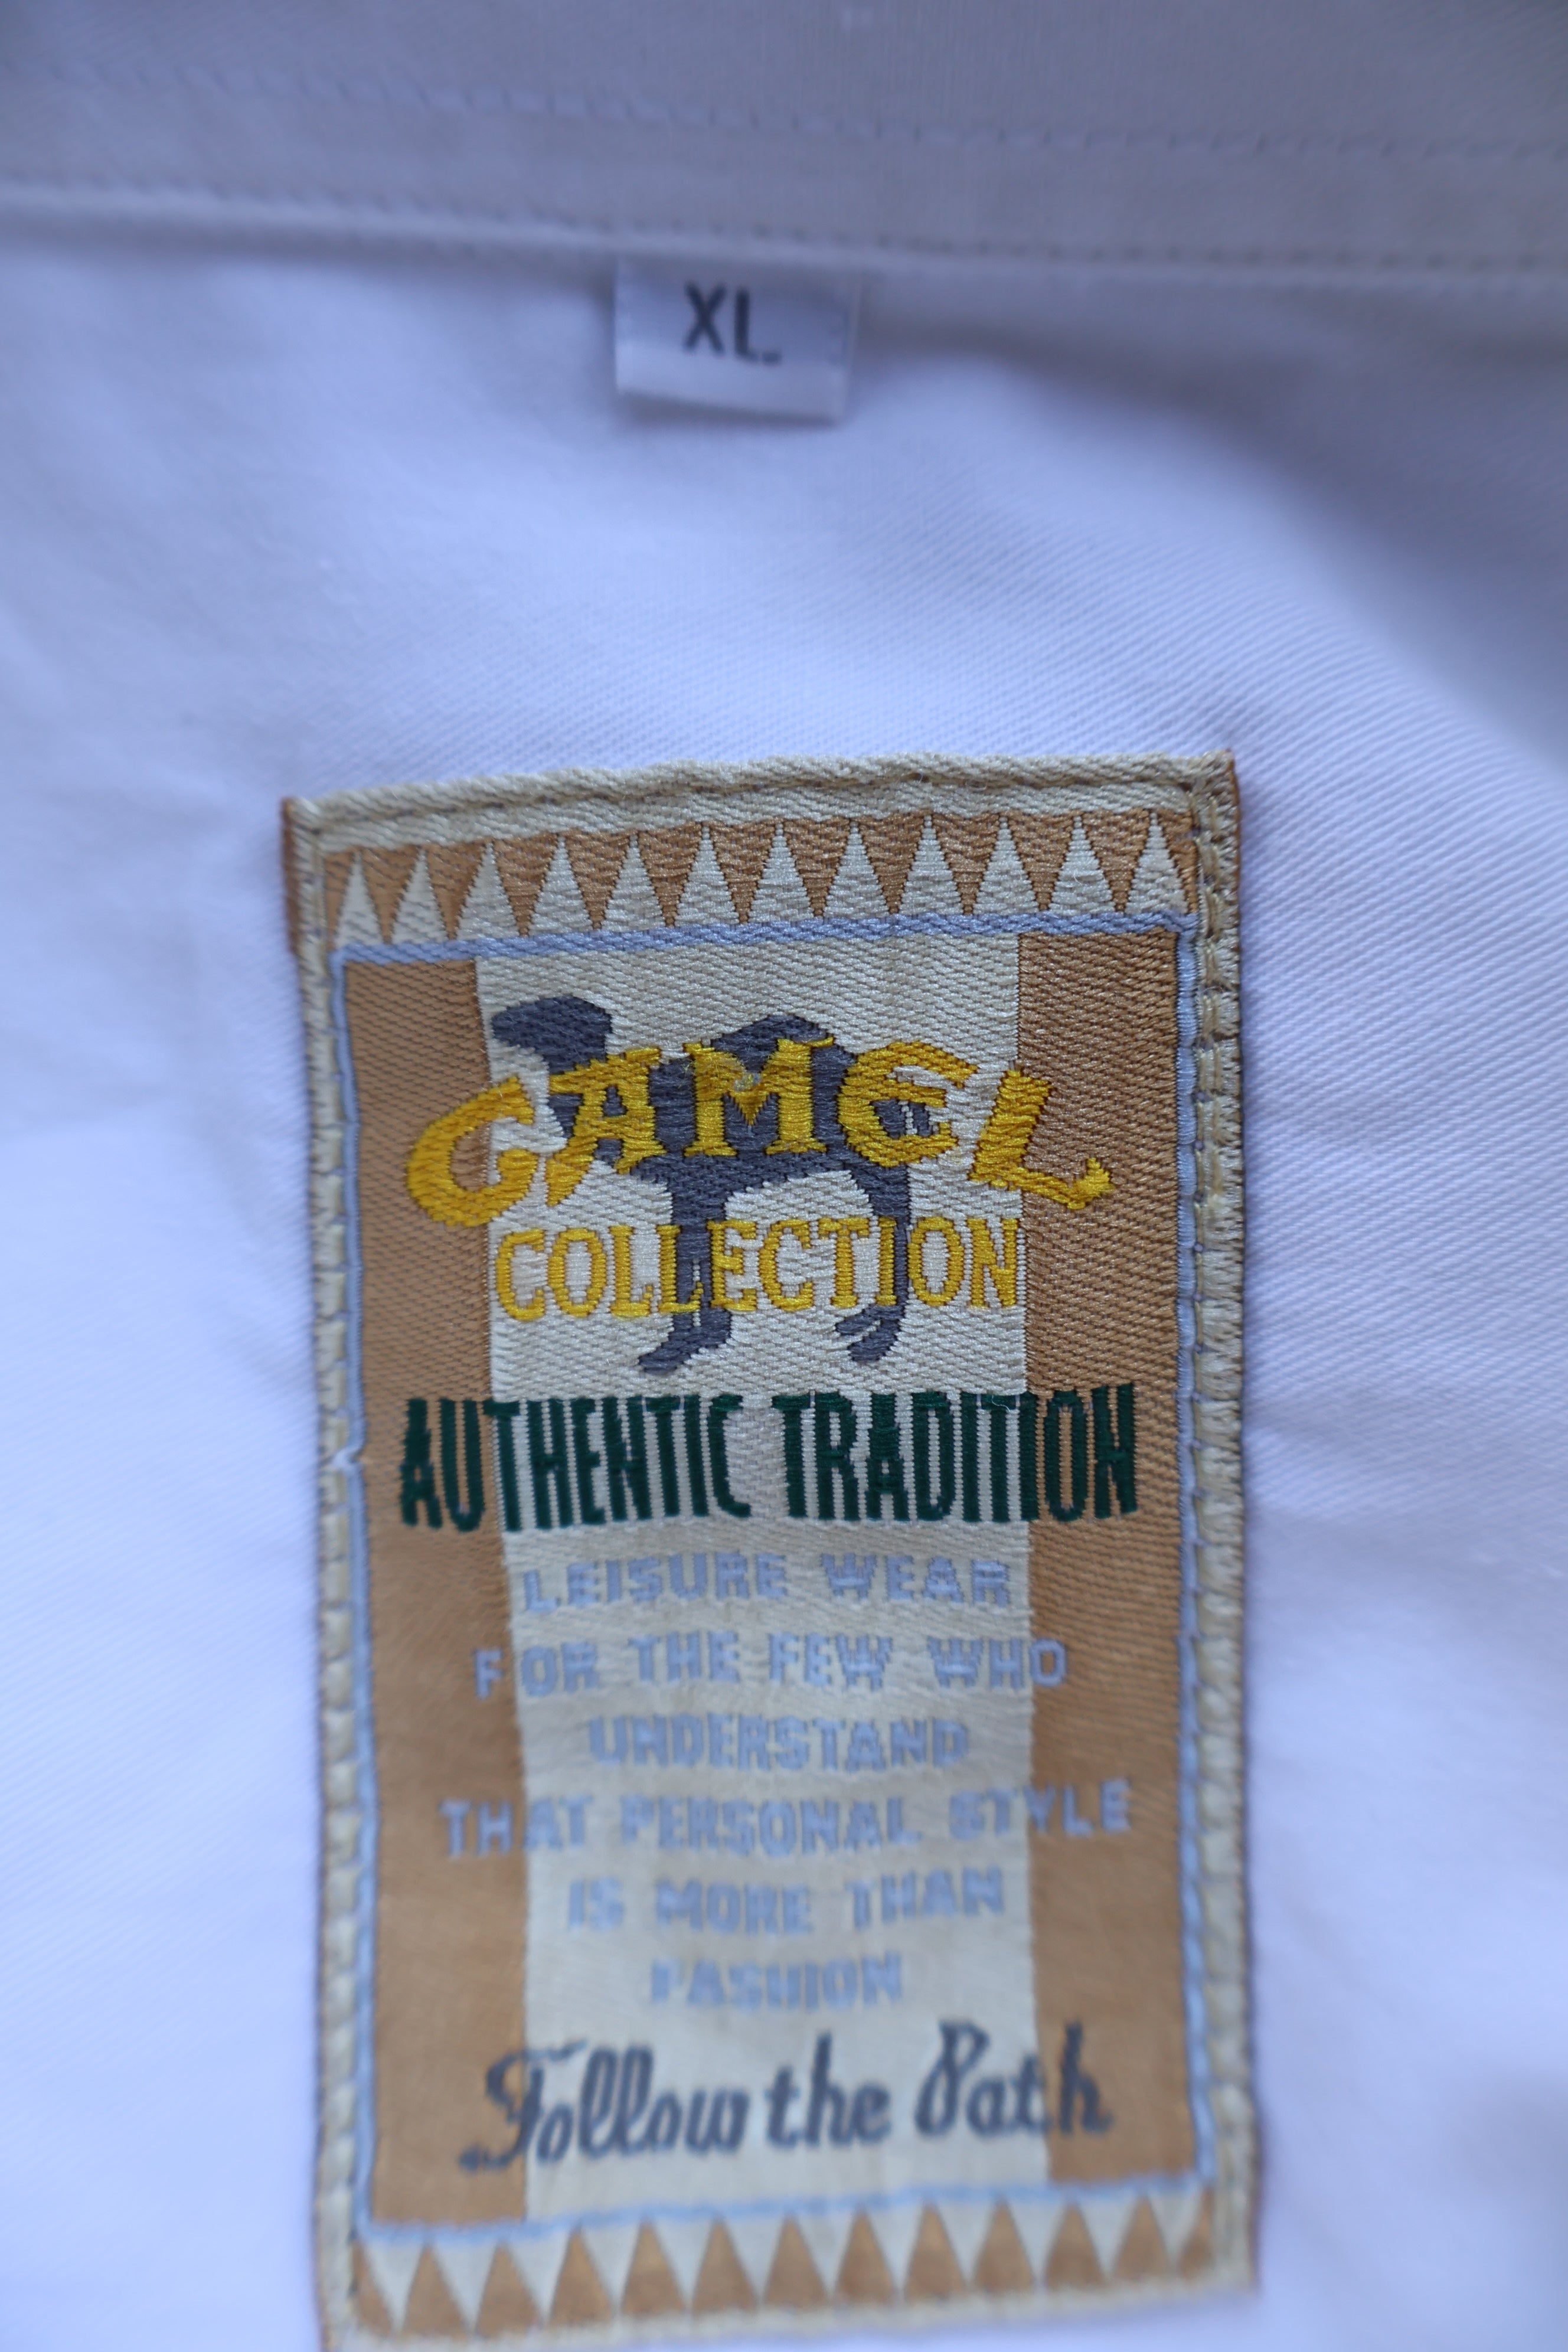 XL.
CAMEL
COLLECTION
AUTHENTIC TRADITION
LEISURE WEAR
FOR THE FEW WHO
UNDERSTAND
THAT PERSONAL STYLE
IS MORE THAN
FASHION
Follow the Path